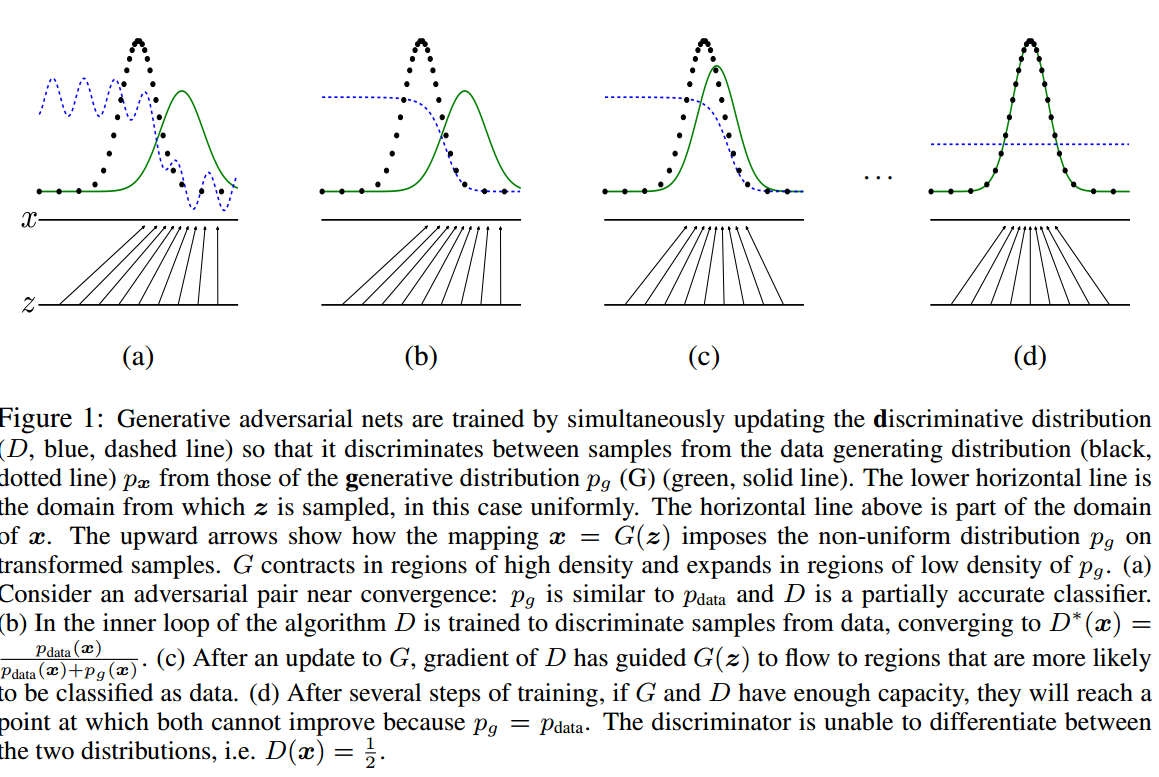 x
z
...
(a) (b) (c) (d)
Figure 1: Generative adversarial nets are trained by simultaneously updating the discriminative distribution
(D, blue, dashed line) so that it discriminates between samples from the data generating distribution (black,
dotted line) pₓ from those of the generative distribution p_g (G) (green, solid line). The lower horizontal line is
the domain from which z is sampled, in this case uniformly. The horizontal line above is part of the domain
of x. The upward arrows show how the mapping x = G(z) imposes the non-uniform distribution p_g on
transformed samples. G contracts in regions of high density and expands in regions of low density of p_g. (a)
Consider an adversarial pair near convergence: p_g is similar to p_data and D is a partially accurate classifier.
(b) In the inner loop of the algorithm D is trained to discriminate samples from data, converging to D*(x) =
p_data(x) / (p_data(x)+p_g(x)). (c) After an update to G, gradient of D has guided G(z) to flow to regions that are more likely
to be classified as data. (d) After several steps of training, if G and D have enough capacity, they will reach a
point at which both cannot improve because p_g = p_data. The discriminator is unable to differentiate between
the two distributions, i.e. D(x) = 1/2.